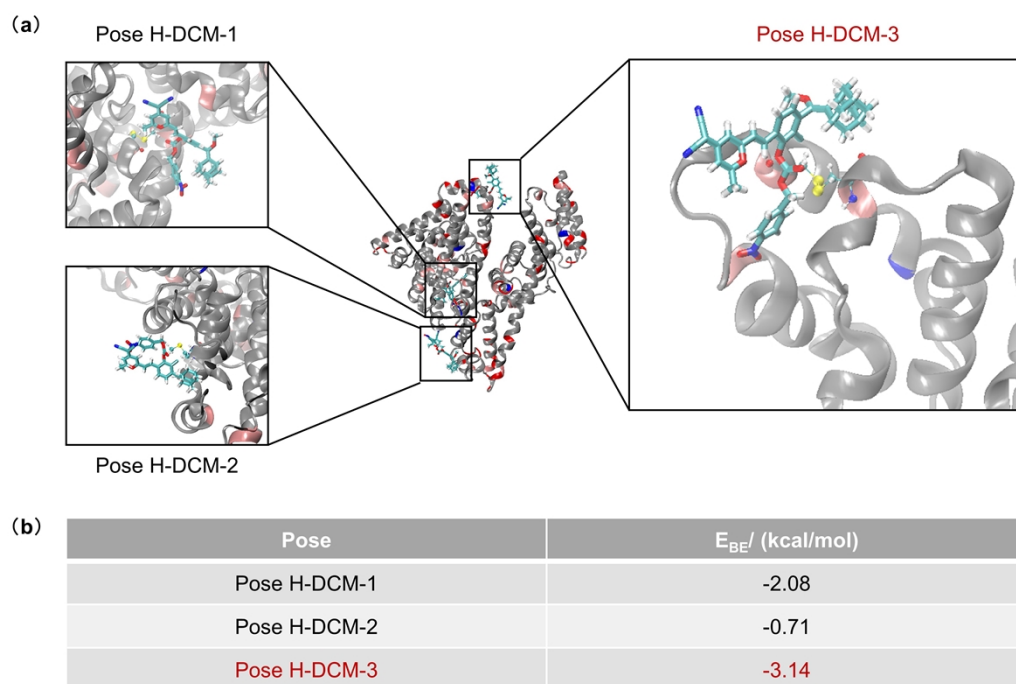 （a）
Pose H-DCM-1
Pose H-DCM-3
Pose H-DCM-2
（b）
Pose E_BE/ (kcal/mol)
Pose H-DCM-1 -2.08
Pose H-DCM-2 -0.71
Pose H-DCM-3 -3.14